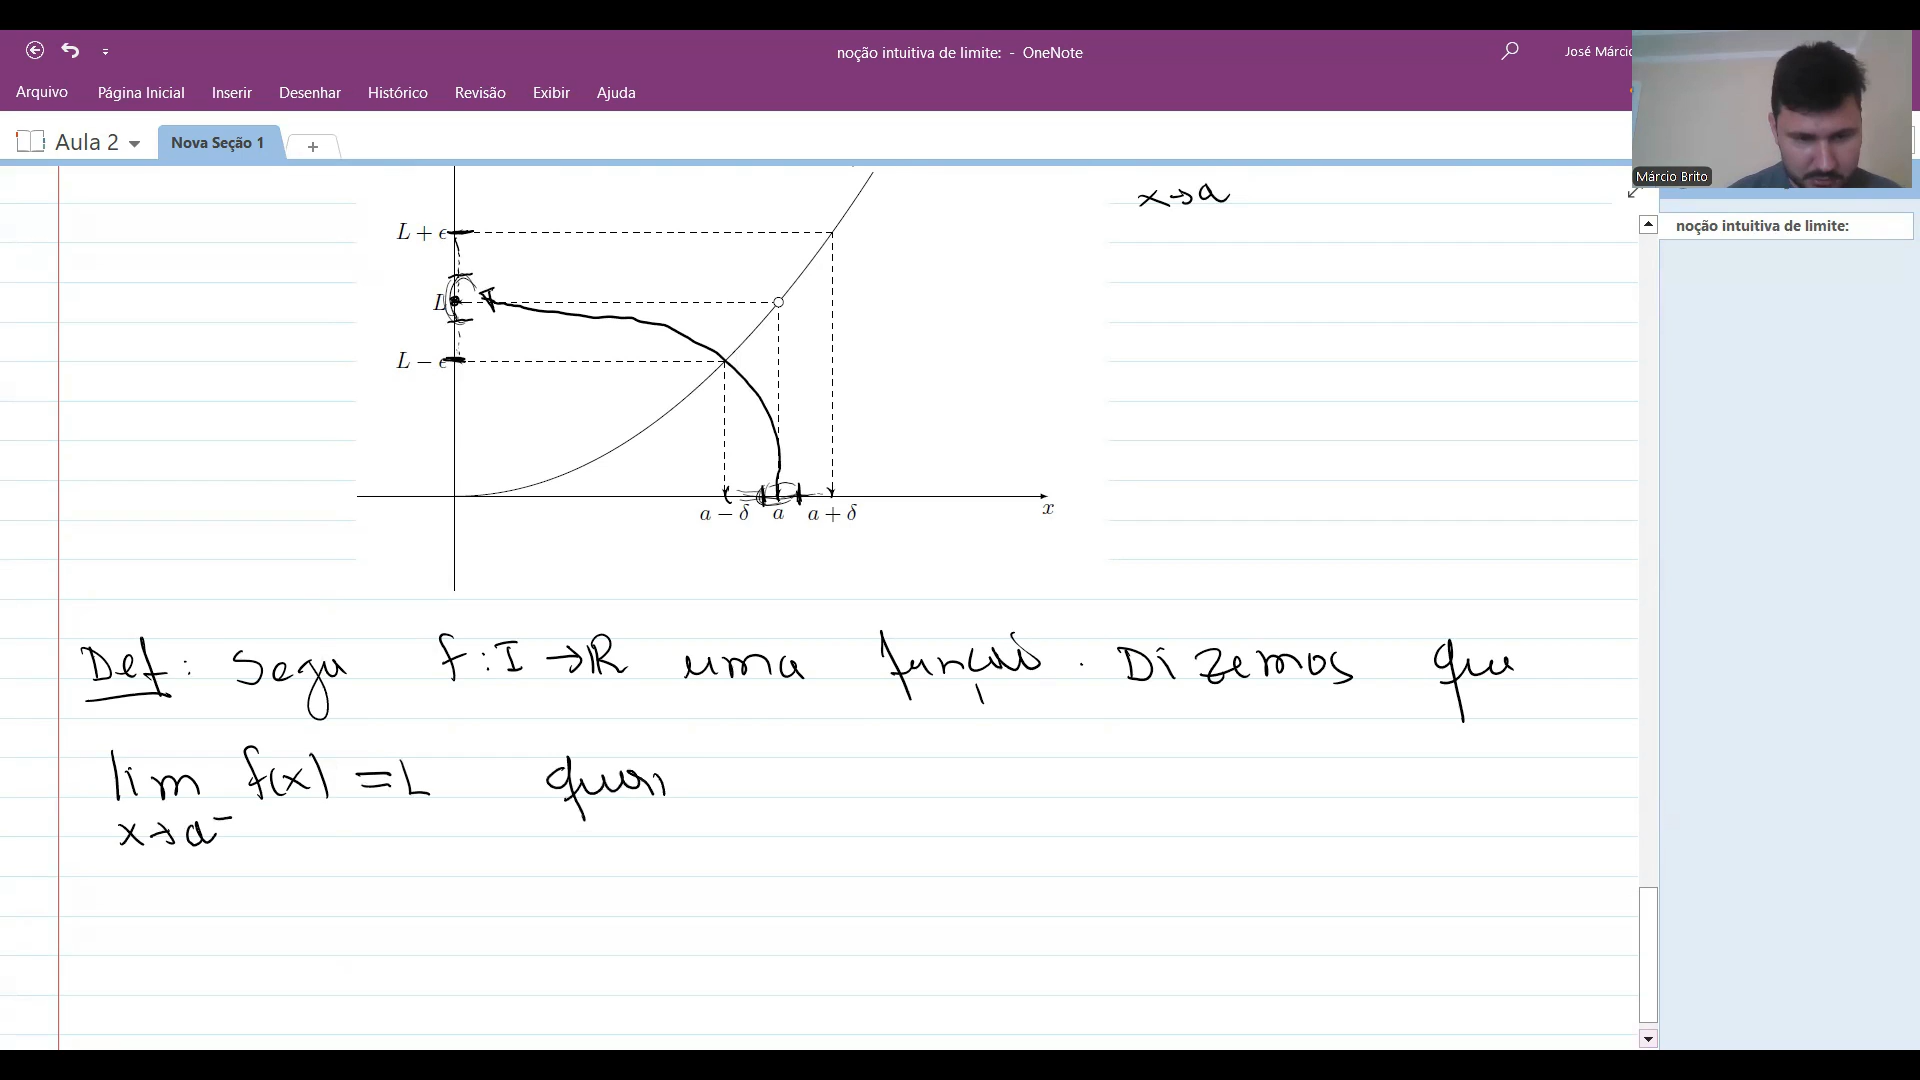 noção intuitiva de limite: - OneNote
José Márcio
Arquivo Página Inicial Inserir Desenhar Histórico Revisão Exibir Ajuda
Aula 2 Nova Seção 1 +
Márcio Brito
noção intuitiva de limite:
x→a
L + ϵ
L
L − ϵ
a − δ a a + δ x
Def: Seja f: I → ℝ uma função. Dizemos que
lim f(x) = L quan
x→a⁻